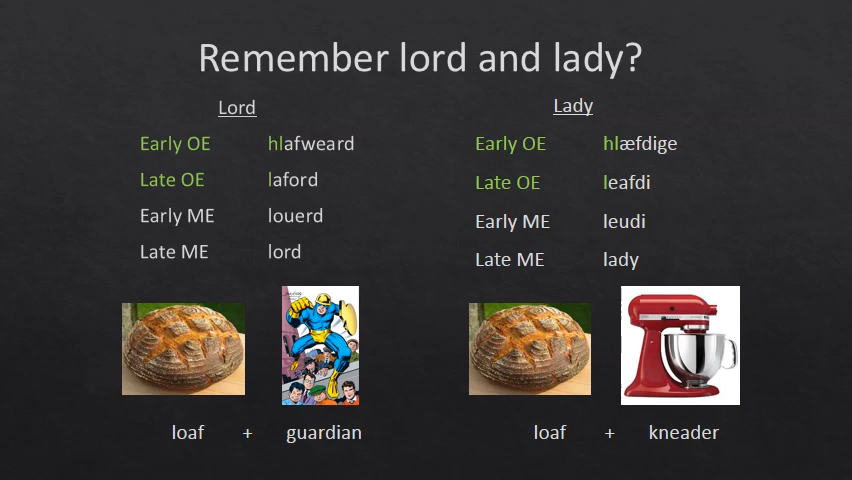 Remember lord and lady?
Lord
Early OE hlafweard
Late OE laford
Early ME louerd
Late ME lord
loaf + guardian
Lady
Early OE hlæfdige
Late OE leafdi
Early ME leudi
Late ME lady
loaf + kneader